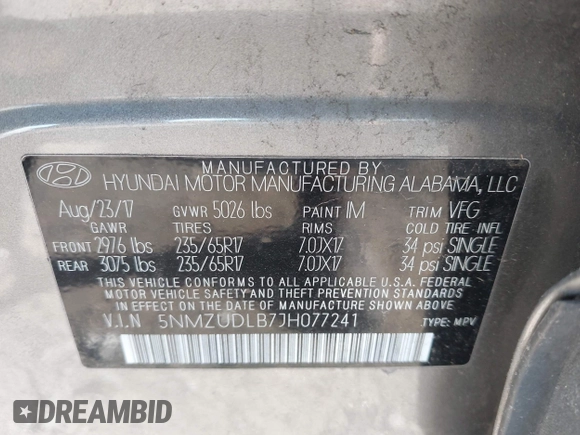 MANUFACTURED BY
HYUNDAI MOTOR MANUFACTURING ALABAMA, LLC
Aug/23/17 GVWR 5026 lbs PAINT IM TRIM VFG
GAWR TIRES RIMS COLD TIRE INFL
FRONT 2976 lbs 235/65R17 7.0JX17 34 psi SINGLE
REAR 3075 lbs 235/65R17 7.0JX17 34 psi SINGLE
THIS VEHICLE CONFORMS TO ALL APPLICABLE U.S.A. FEDERAL
MOTOR VEHICLE SAFETY AND THEFT PREVENTION STANDARDS
IN EFFECT ON THE DATE OF MANUFACTURE SHOWN ABOVE.
V.I.N 5NMZUDLB7JH077241 TYPE: MPV
DREAMBID